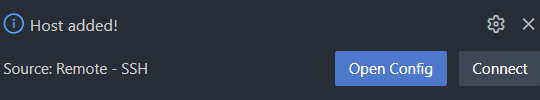 Host added!
Source: Remote - SSH
Open Config
Connect